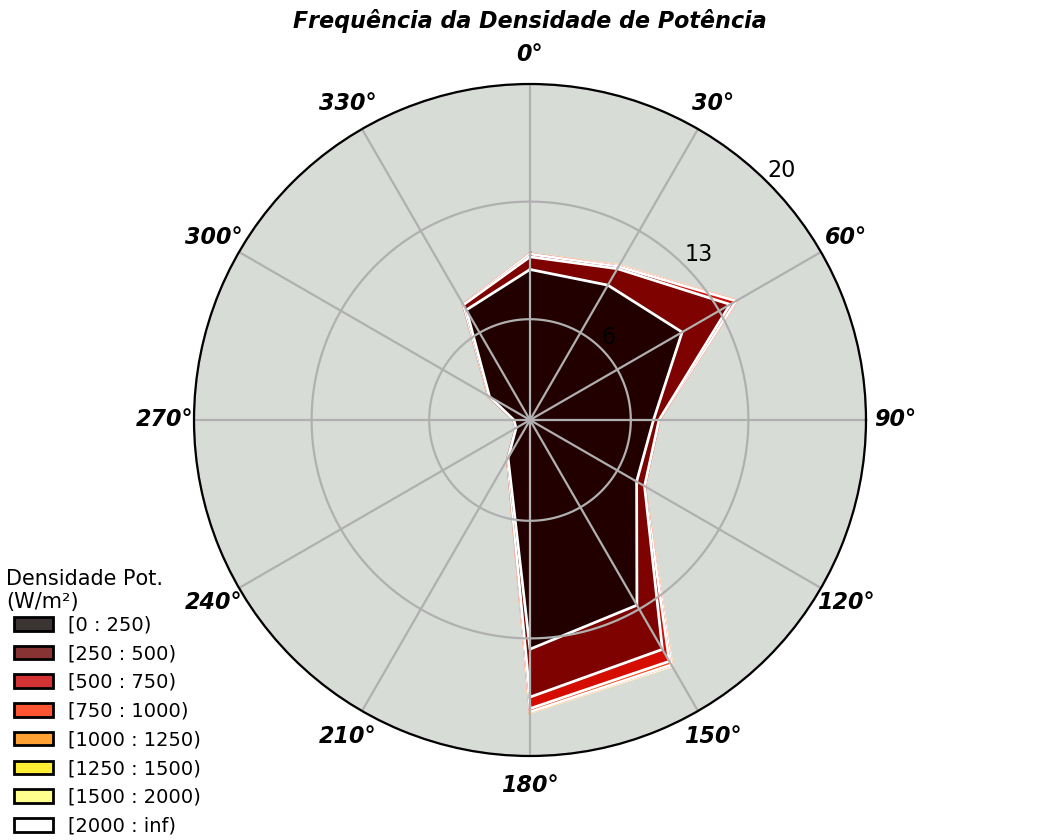 Frequência da Densidade de Potência
0°
330°
30°
20
300°
60°
13
6
270°
90°
240°
120°
210°
150°
180°
Densidade Pot.
(W/m²)
[0 : 250)
[250 : 500)
[500 : 750)
[750 : 1000)
[1000 : 1250)
[1250 : 1500)
[1500 : 2000)
[2000 : inf)